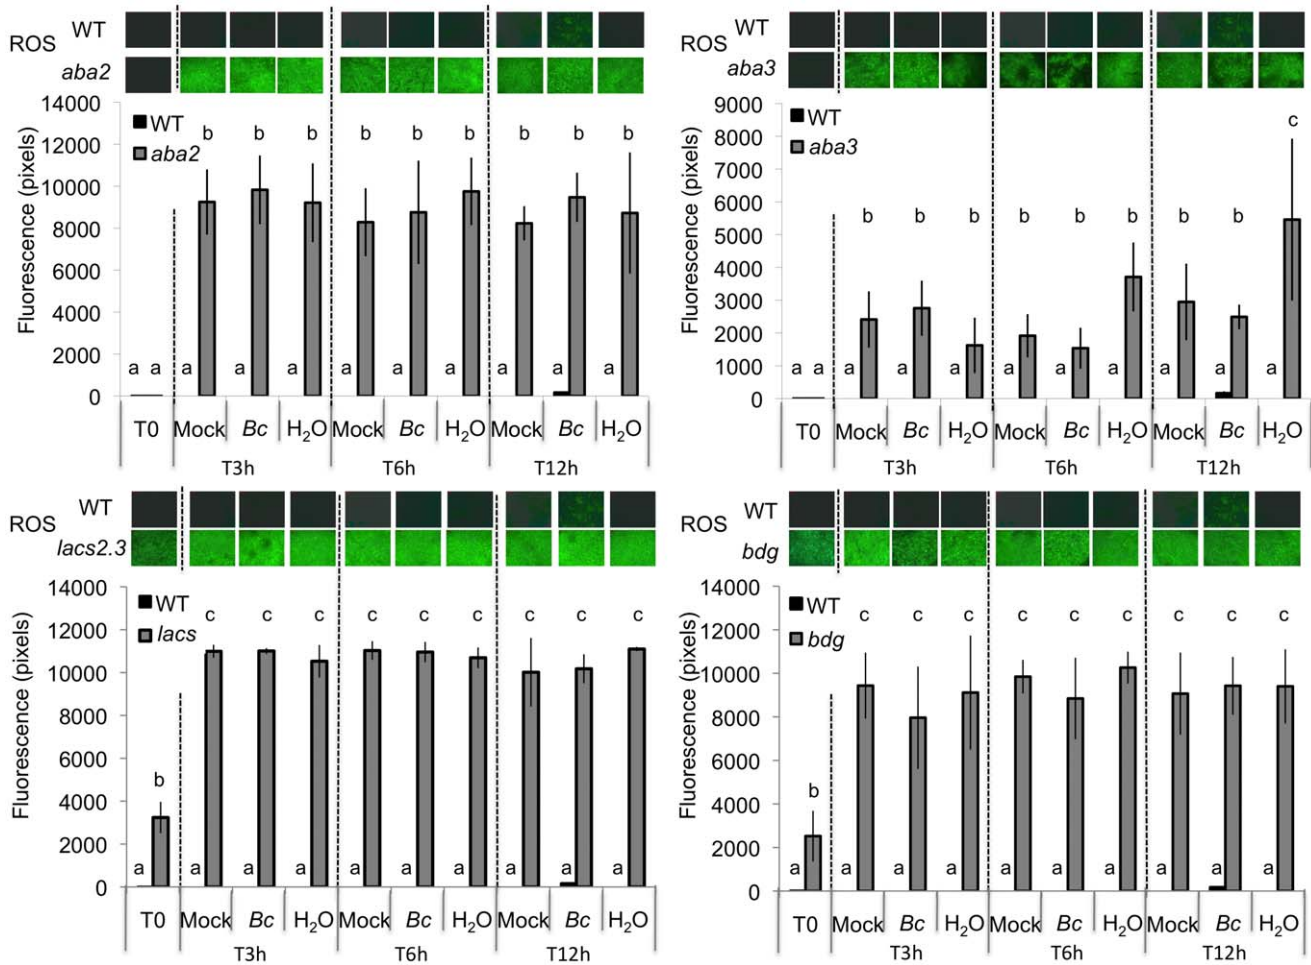 ROS WT
aba2
14000
12000
10000
8000
6000
4000
2000
0
Fluorescence (pixels)
WT
aba2
b b b b b b b b b
a a a a a a a a a a a
T0 Mock Bc H2O Mock Bc H2O Mock Bc H2O
T3h T6h T12h
ROS WT
aba3
9000
8000
7000
6000
5000
4000
3000
2000
1000
0
Fluorescence (pixels)
WT
aba3
c
b b b b b b b b
a a a a a a a a a a a
T0 Mock Bc H2O Mock Bc H2O Mock Bc H2O
T3h T6h T12h
ROS WT
lacs2.3
14000
12000
10000
8000
6000
4000
2000
0
Fluorescence (pixels)
WT
lacs
c c c c c c c c c
b
a a a a a a a a a a
T0 Mock Bc H2O Mock Bc H2O Mock Bc H2O
T3h T6h T12h
ROS WT
bdg
14000
12000
10000
8000
6000
4000
2000
0
Fluorescence (pixels)
WT
bdg
c c c c c c c c c
b
a a a a a a a a a a
T0 Mock Bc H2O Mock Bc H2O Mock Bc H2O
T3h T6h T12h